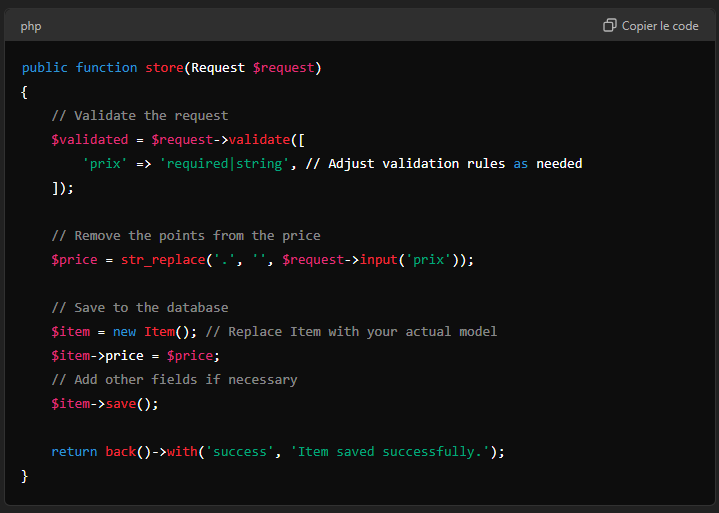 php
Copier le code
public function store(Request $request)
{
    // Validate the request
    $validated = $request->validate([
        'prix' => 'required|string', // Adjust validation rules as needed
    ]);

    // Remove the points from the price
    $price = str_replace('.', '', $request->input('prix'));

    // Save to the database
    $item = new Item(); // Replace Item with your actual model
    $item->price = $price;
    // Add other fields if necessary
    $item->save();

    return back()->with('success', 'Item saved successfully.');
}